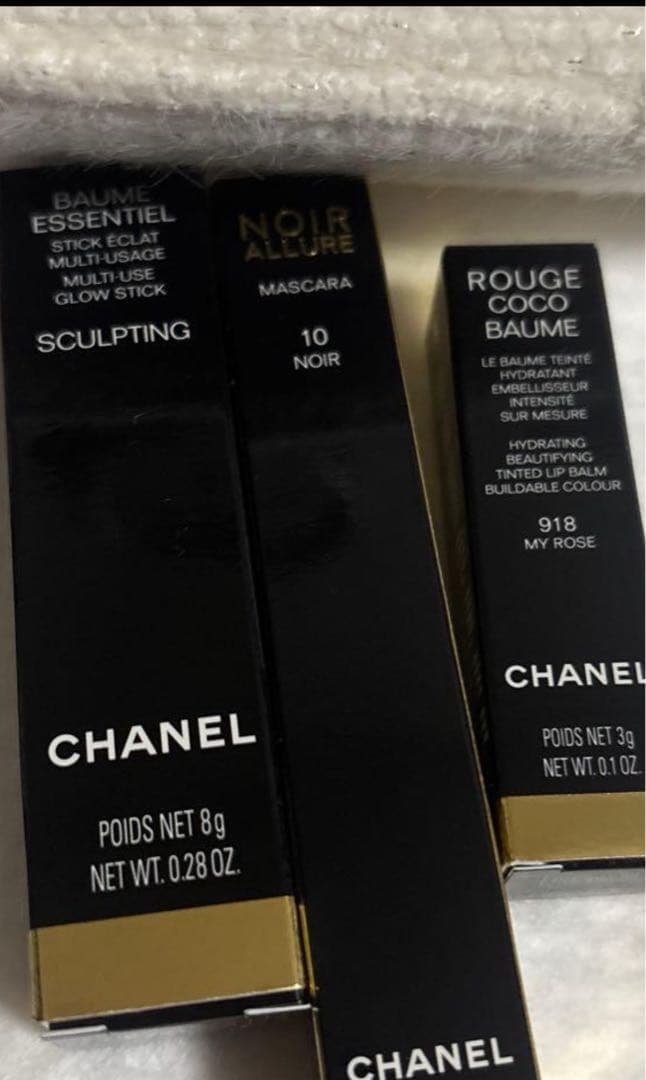 BAUME
ESSENTIEL
STICK ÉCLAT
MULTI-USAGE
MULTI-USE
GLOW STICK
SCULPTING
CHANEL
POIDS NET 8g
NET WT. 0.28 OZ.
NOIR
ALLURE
MASCARA
10
NOIR
CHANEL
ROUGE
COCO
BAUME
LE BAUME TEINTÉ
HYDRATANT
EMBELLISSEUR
INTENSITÉ
SUR MESURE
HYDRATING
BEAUTIFYING
TINTED LIP BALM
BUILDABLE COLOUR
918
MY ROSE
CHANEL
POIDS NET 3g
NET WT. 0.1 OZ.